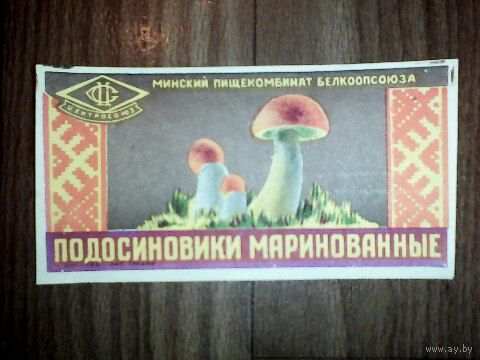 МИНСКИЙ ПИЩЕКОМБИНАТ БЕЛКООПСОЮЗА
ЦЕНТРОСОЮЗ
ПОДОСИНОВИКИ МАРИНОВАННЫЕ
www.ay.by